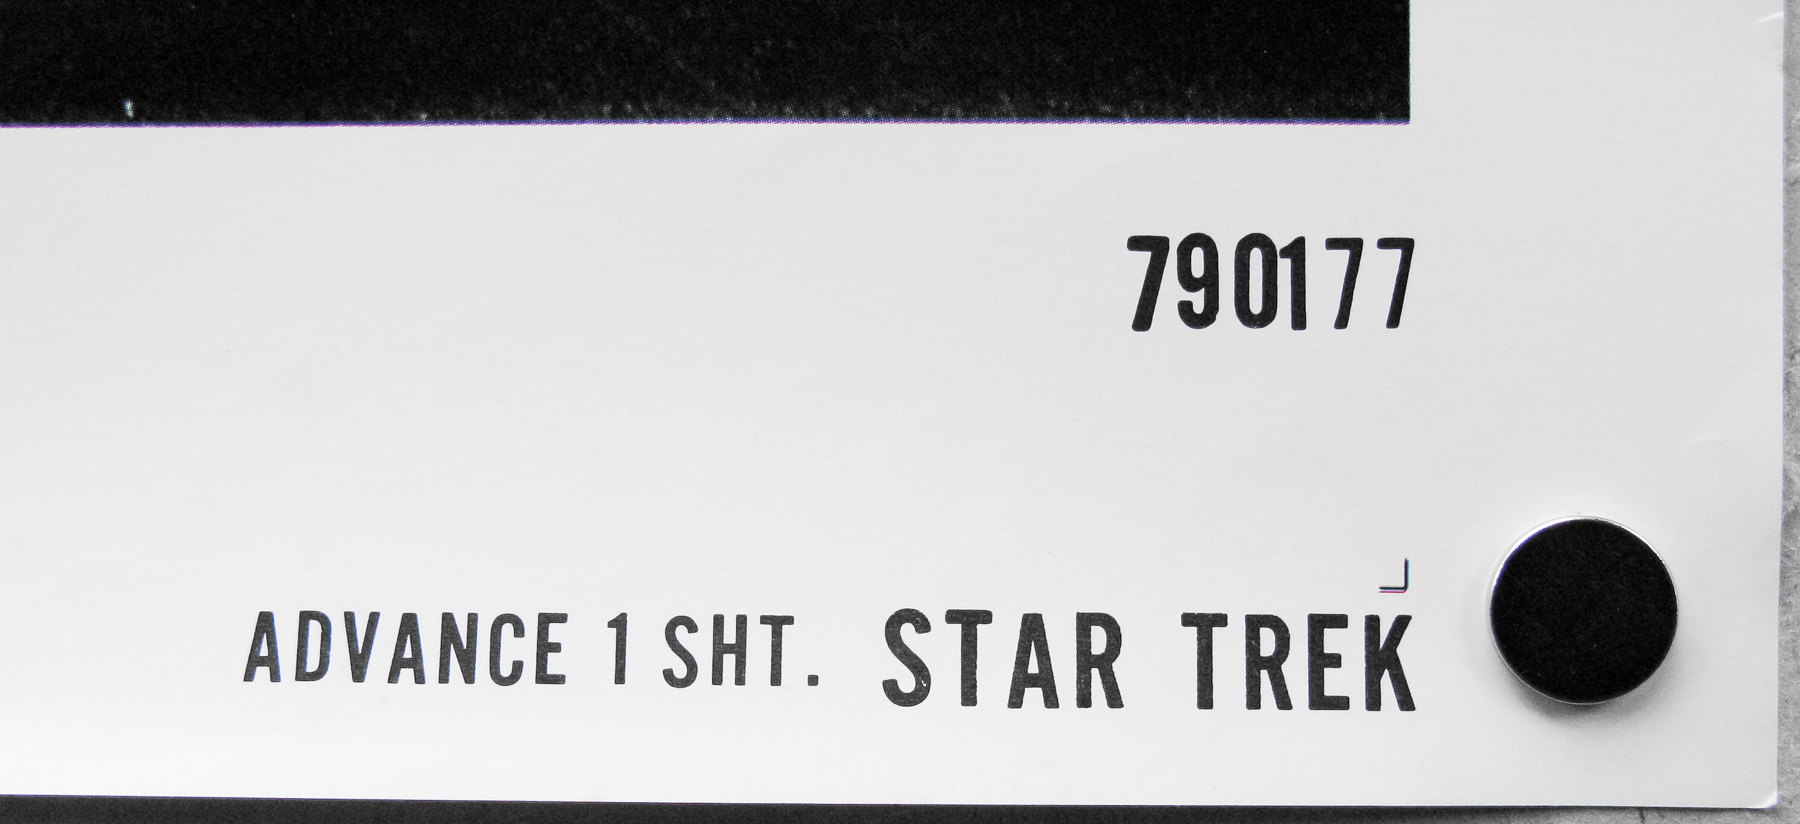 790177
ADVANCE 1 SHT. STAR TREK